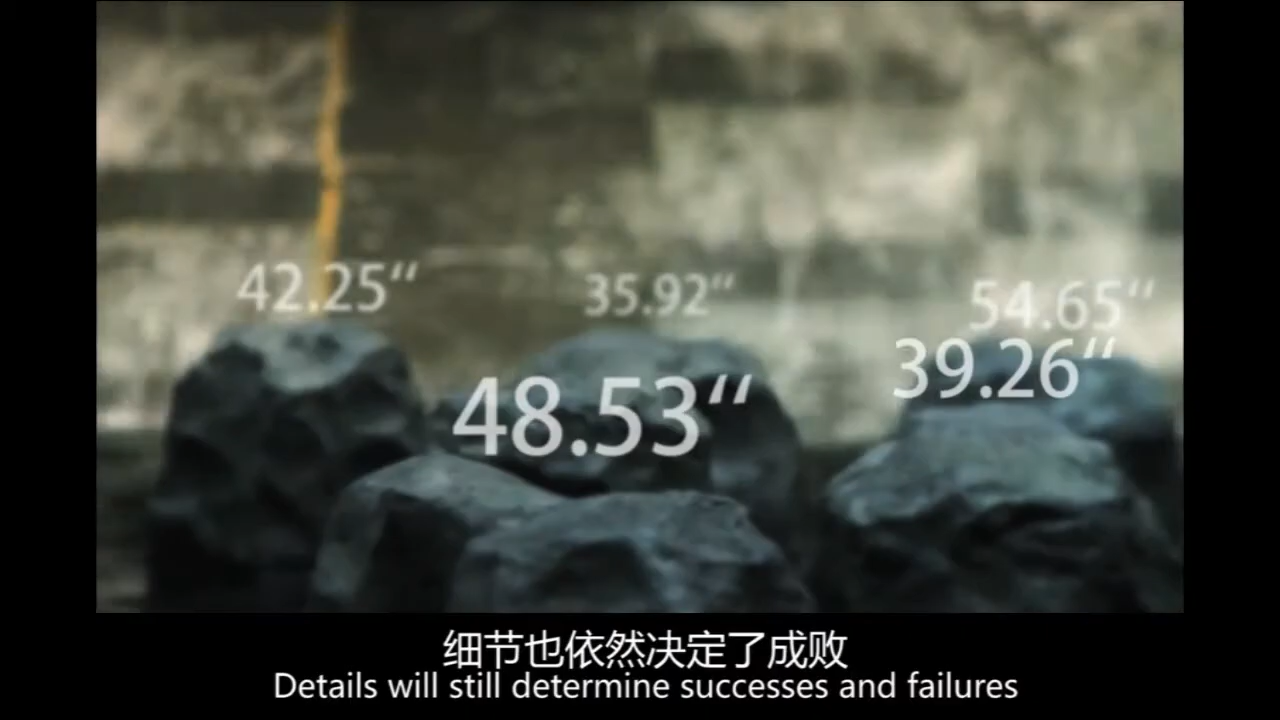 42.25“
35.92“
54.65“
39.26“
48.53“
细节也依然决定了成败
Details will still determine successes and failures